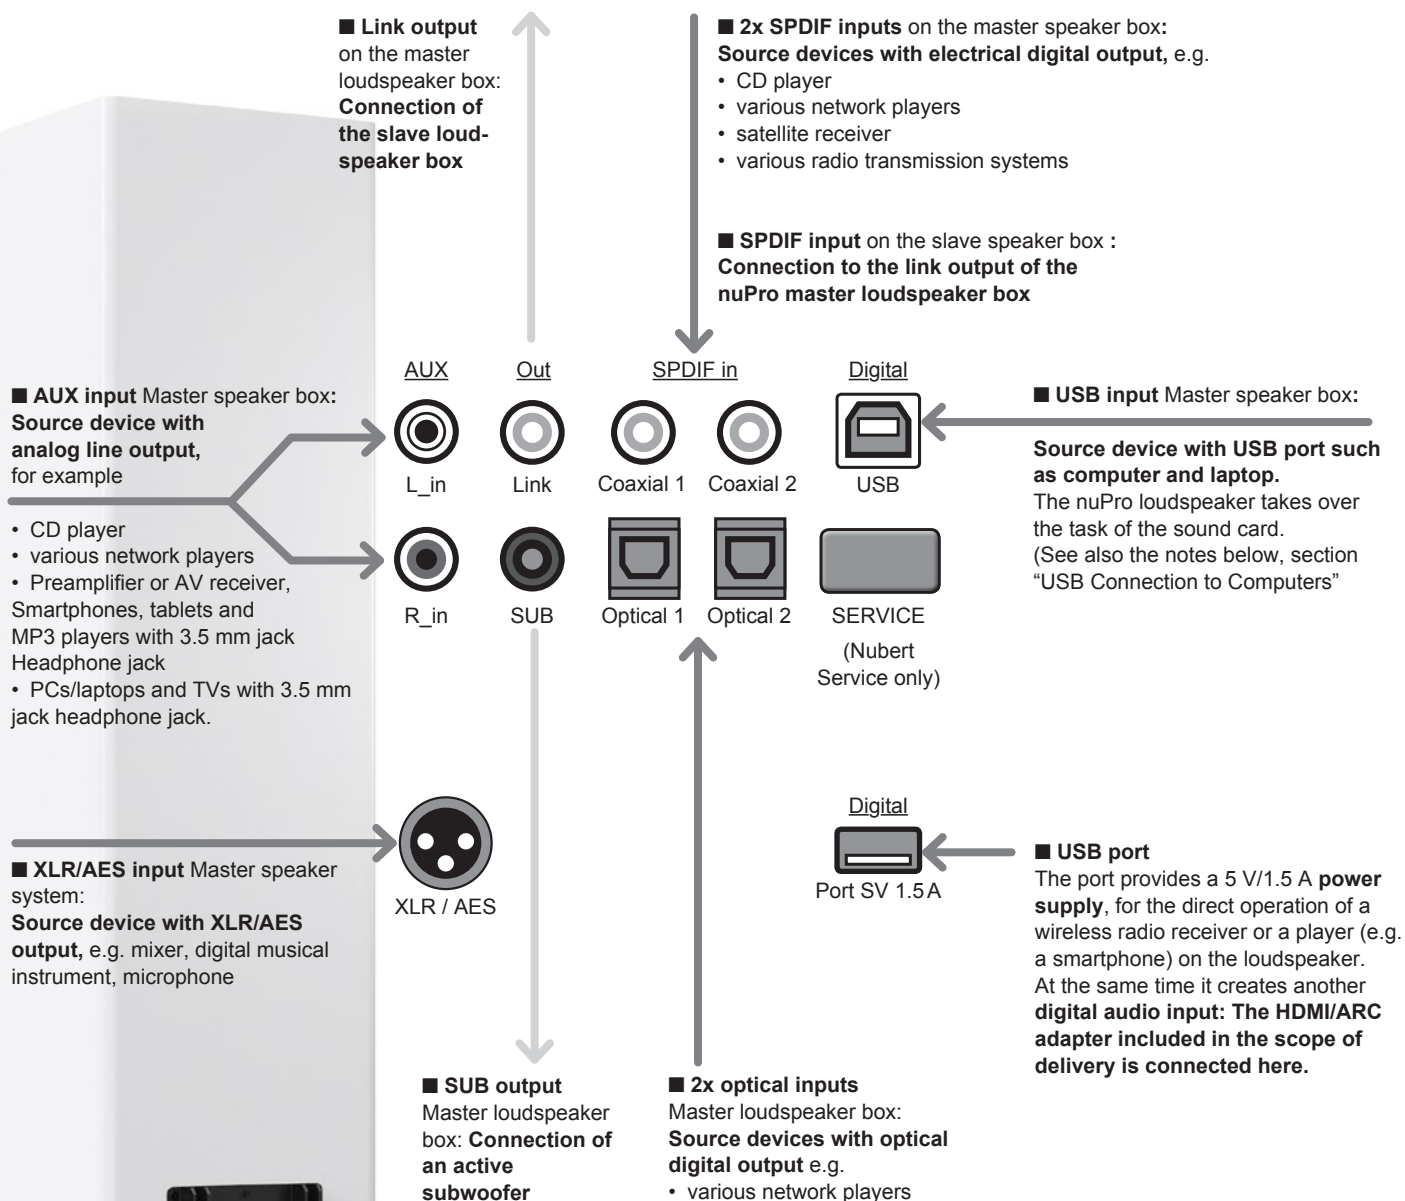 ■ Link output
on the master
loudspeaker box:
Connection of
the slave loud-
speaker box
■ 2x SPDIF inputs on the master speaker box:
Source devices with electrical digital output, e.g.
• CD player
• various network players
• satellite receiver
• various radio transmission systems
■ SPDIF input on the slave speaker box :
Connection to the link output of the
nuPro master loudspeaker box
■ AUX input Master speaker box:
Source device with
analog line output,
for example
• CD player
• various network players
• Preamplifier or AV receiver,
Smartphones, tablets and
MP3 players with 3.5 mm jack
Headphone jack
• PCs/laptops and TVs with 3.5 mm
jack headphone jack.
AUX
Out
SPDIF in
Digital
L_in
Link
Coaxial 1
Coaxial 2
USB
R_in
SUB
Optical 1
Optical 2
SERVICE
(Nubert
Service only)
■ USB input Master speaker box:
Source device with USB port such
as computer and laptop.
The nuPro loudspeaker takes over
the task of the sound card.
(See also the notes below, section
“USB Connection to Computers”
■ XLR/AES input Master speaker
system:
Source device with XLR/AES
output, e.g. mixer, digital musical
instrument, microphone
XLR / AES
Digital
Port SV 1.5 A
■ USB port
The port provides a 5 V/1.5 A power
supply, for the direct operation of a
wireless radio receiver or a player (e.g.
a smartphone) on the loudspeaker.
At the same time it creates another
digital audio input: The HDMI/ARC
adapter included in the scope of
delivery is connected here.
■ SUB output
Master loudspeaker
box: Connection of
an active
subwoofer
■ 2x optical inputs
Master loudspeaker box:
Source devices with optical
digital output e.g.
• various network players